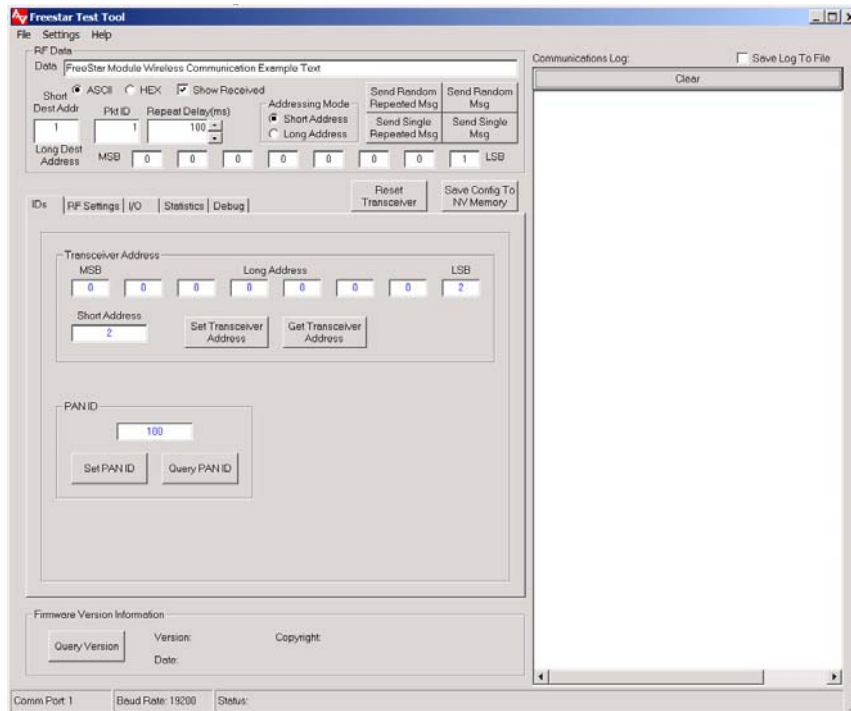 Freestar Test Tool
File Settings Help
RF Data
Data FreeStar Module Wireless Communication Example Text
ASCII HEX Show Received
Short Dest Addr
1
Pkt ID
1
Repeat Delay(ms)
100
Addressing Mode
Short Address
Long Address
Send Random Repeated Msg
Send Random Msg
Send Single Repeated Msg
Send Single Msg
Long Dest Address MSB 0 0 0 0 0 0 0 1 LSB
Reset Transceiver
Save Config To NV Memory
IDs RF Settings I/O Statistics Debug
Transceiver Address
MSB Long Address LSB
0 0 0 0 0 0 0 2
Short Address
2
Set Transceiver Address
Get Transceiver Address
PAN ID
100
Set PAN ID Query PAN ID
Firmware Version Information
Query Version
Version: Copyright:
Date:
Communications Log: Save Log To File
Clear
Comm Port: 1 Baud Rate: 19200 Status: